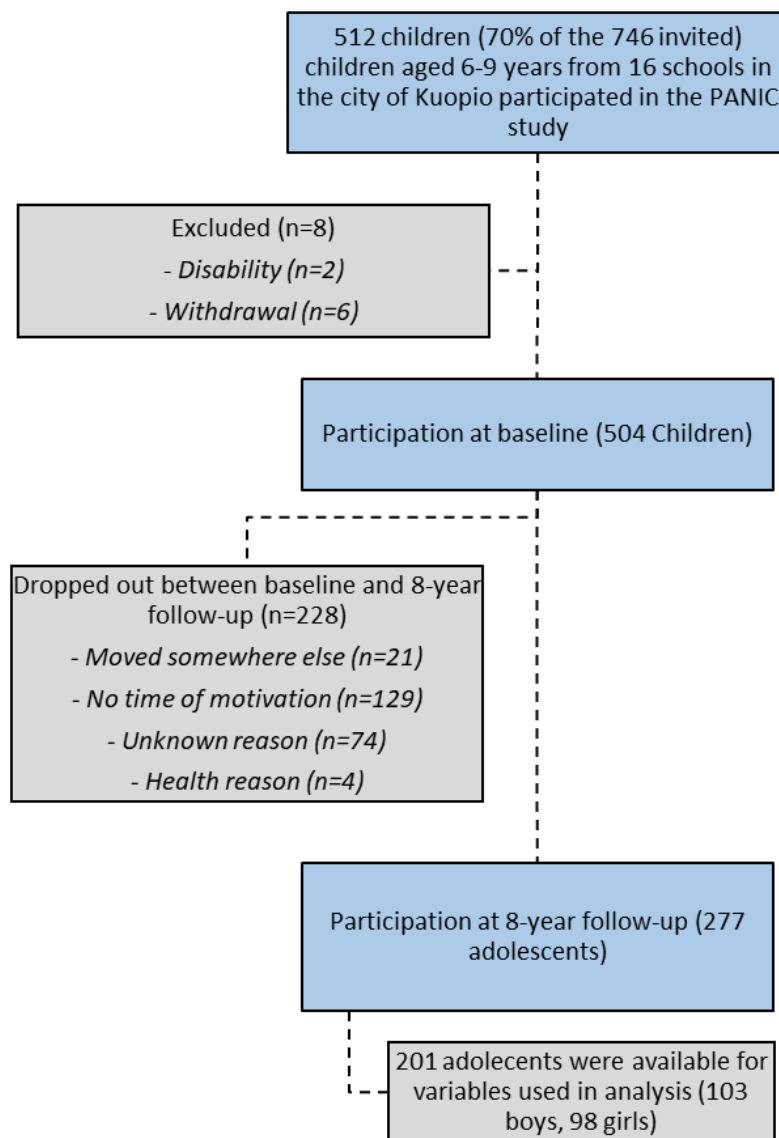 512 children (70% of the 746 invited)
children aged 6-9 years from 16 schools in
the city of Kuopio participated in the PANIC
study
Excluded (n=8)
- Disability (n=2)
- Withdrawal (n=6)
Participation at baseline (504 Children)
Dropped out between baseline and 8-year
follow-up (n=228)
- Moved somewhere else (n=21)
- No time of motivation (n=129)
- Unknown reason (n=74)
- Health reason (n=4)
Participation at 8-year follow-up (277
adolescents)
201 adolecents were available for
variables used in analysis (103
boys, 98 girls)